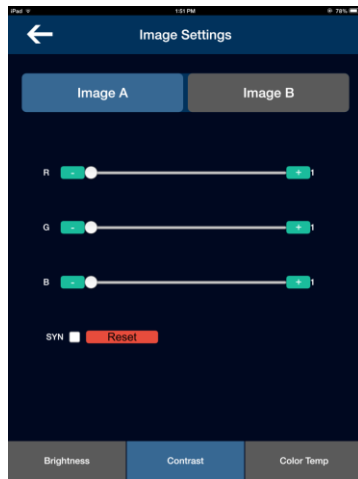 iPad
1:51 PM
78%
Image Settings
Image A
Image B
R - + 1
G - + 1
B - + 1
SYN Reset
Brightness
Contrast
Color Temp